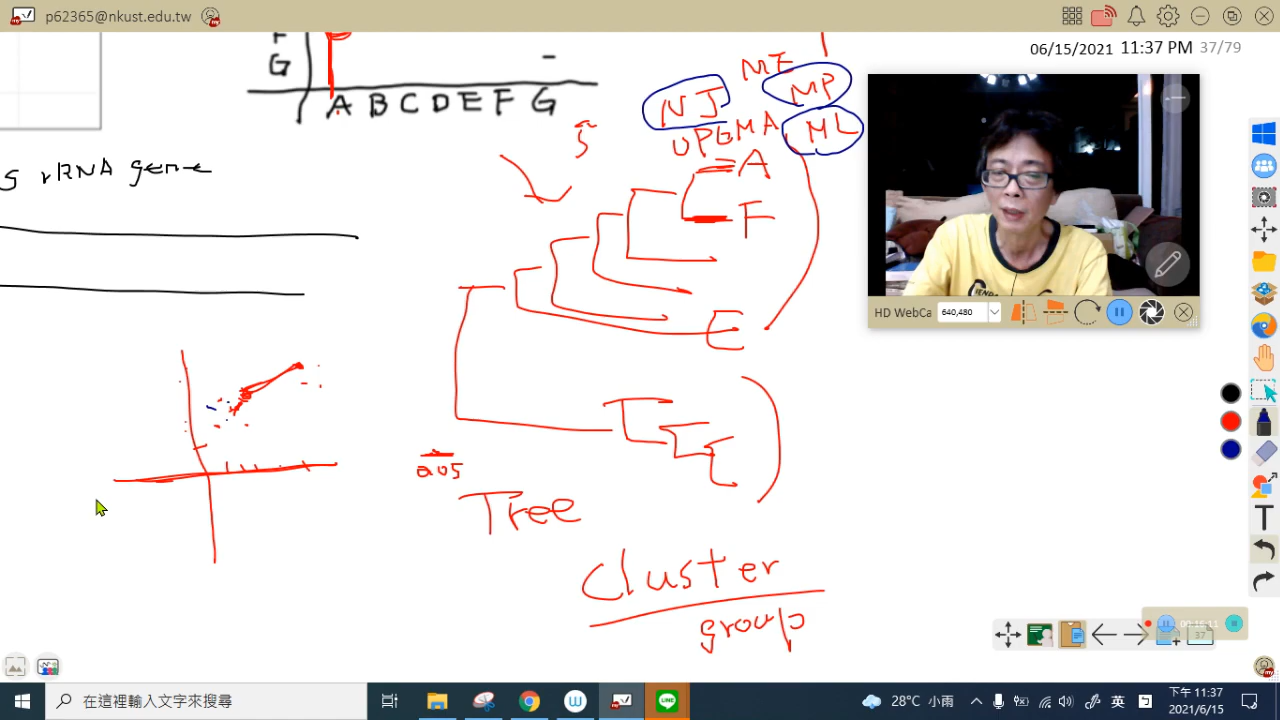 p62365@nkust.edu.tw
06/15/2021 11:37 PM 37/79
G
A B C D E F G
ME
NJ MP
UPGMA ML
S rRNA gene
A
F
E
0.05
Tree
Cluster
group
HD WebCa 640,480
37
在這裡輸入文字來搜尋
28°C 小雨
英
下午 11:37
2021/6/15